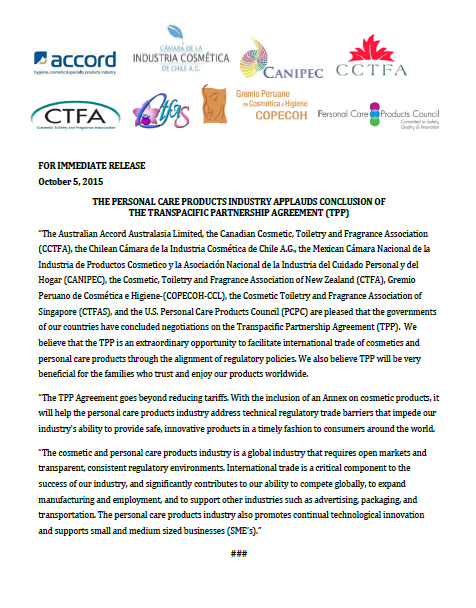 accord
hygiene, cosmetic & specialty products industry
CÁMARA DE LA
INDUSTRIA COSMÉTICA
DE CHILE A.G.
CANIPEC
CCTFA
CTFA
Cosmetic Toiletry and Fragrance Association
Ctfas
Gremio Peruano
de Cosmética e Higiene
COPECOH
Personal Care Products Council
Committed to Safety,
Quality & Innovation
FOR IMMEDIATE RELEASE
October 5, 2015
THE PERSONAL CARE PRODUCTS INDUSTRY APPLAUDS CONCLUSION OF
THE TRANSPACIFIC PARTNERSHIP AGREEMENT (TPP)
"The Australian Accord Australasia Limited, the Canadian Cosmetic, Toiletry and Fragrance Association
(CCTFA), the Chilean Cámara de la Industria Cosmética de Chile A.G., the Mexican Cámara Nacional de la
Industria de Productos Cosmetico y la Asociación Nacional de la Industria del Cuidado Personal y del
Hogar (CANIPEC), the Cosmetic, Toiletry and Fragrance Association of New Zealand (CTFA), Gremio
Peruano de Cosmética e Higiene-(COPECOH-CCL), the Cosmetic Toiletry and Fragrance Association of
Singapore (CTFAS), and the U.S. Personal Care Products Council (PCPC) are pleased that the governments
of our countries have concluded negotiations on the Transpacific Partnership Agreement (TPP). We
believe that the TPP is an extraordinary opportunity to facilitate international trade of cosmetics and
personal care products through the alignment of regulatory policies. We also believe TPP will be very
beneficial for the families who trust and enjoy our products worldwide.
"The TPP Agreement goes beyond reducing tariffs. With the inclusion of an Annex on cosmetic products, it
will help the personal care products industry address technical regulatory trade barriers that impede our
industry's ability to provide safe, innovative products in a timely fashion to consumers around the world.
"The cosmetic and personal care products industry is a global industry that requires open markets and
transparent, consistent regulatory environments. International trade is a critical component to the
success of our industry, and significantly contributes to our ability to compete globally, to expand
manufacturing and employment, and to support other industries such as advertising, packaging, and
transportation. The personal care products industry also promotes continual technological innovation
and supports small and medium sized businesses (SME's)."
###